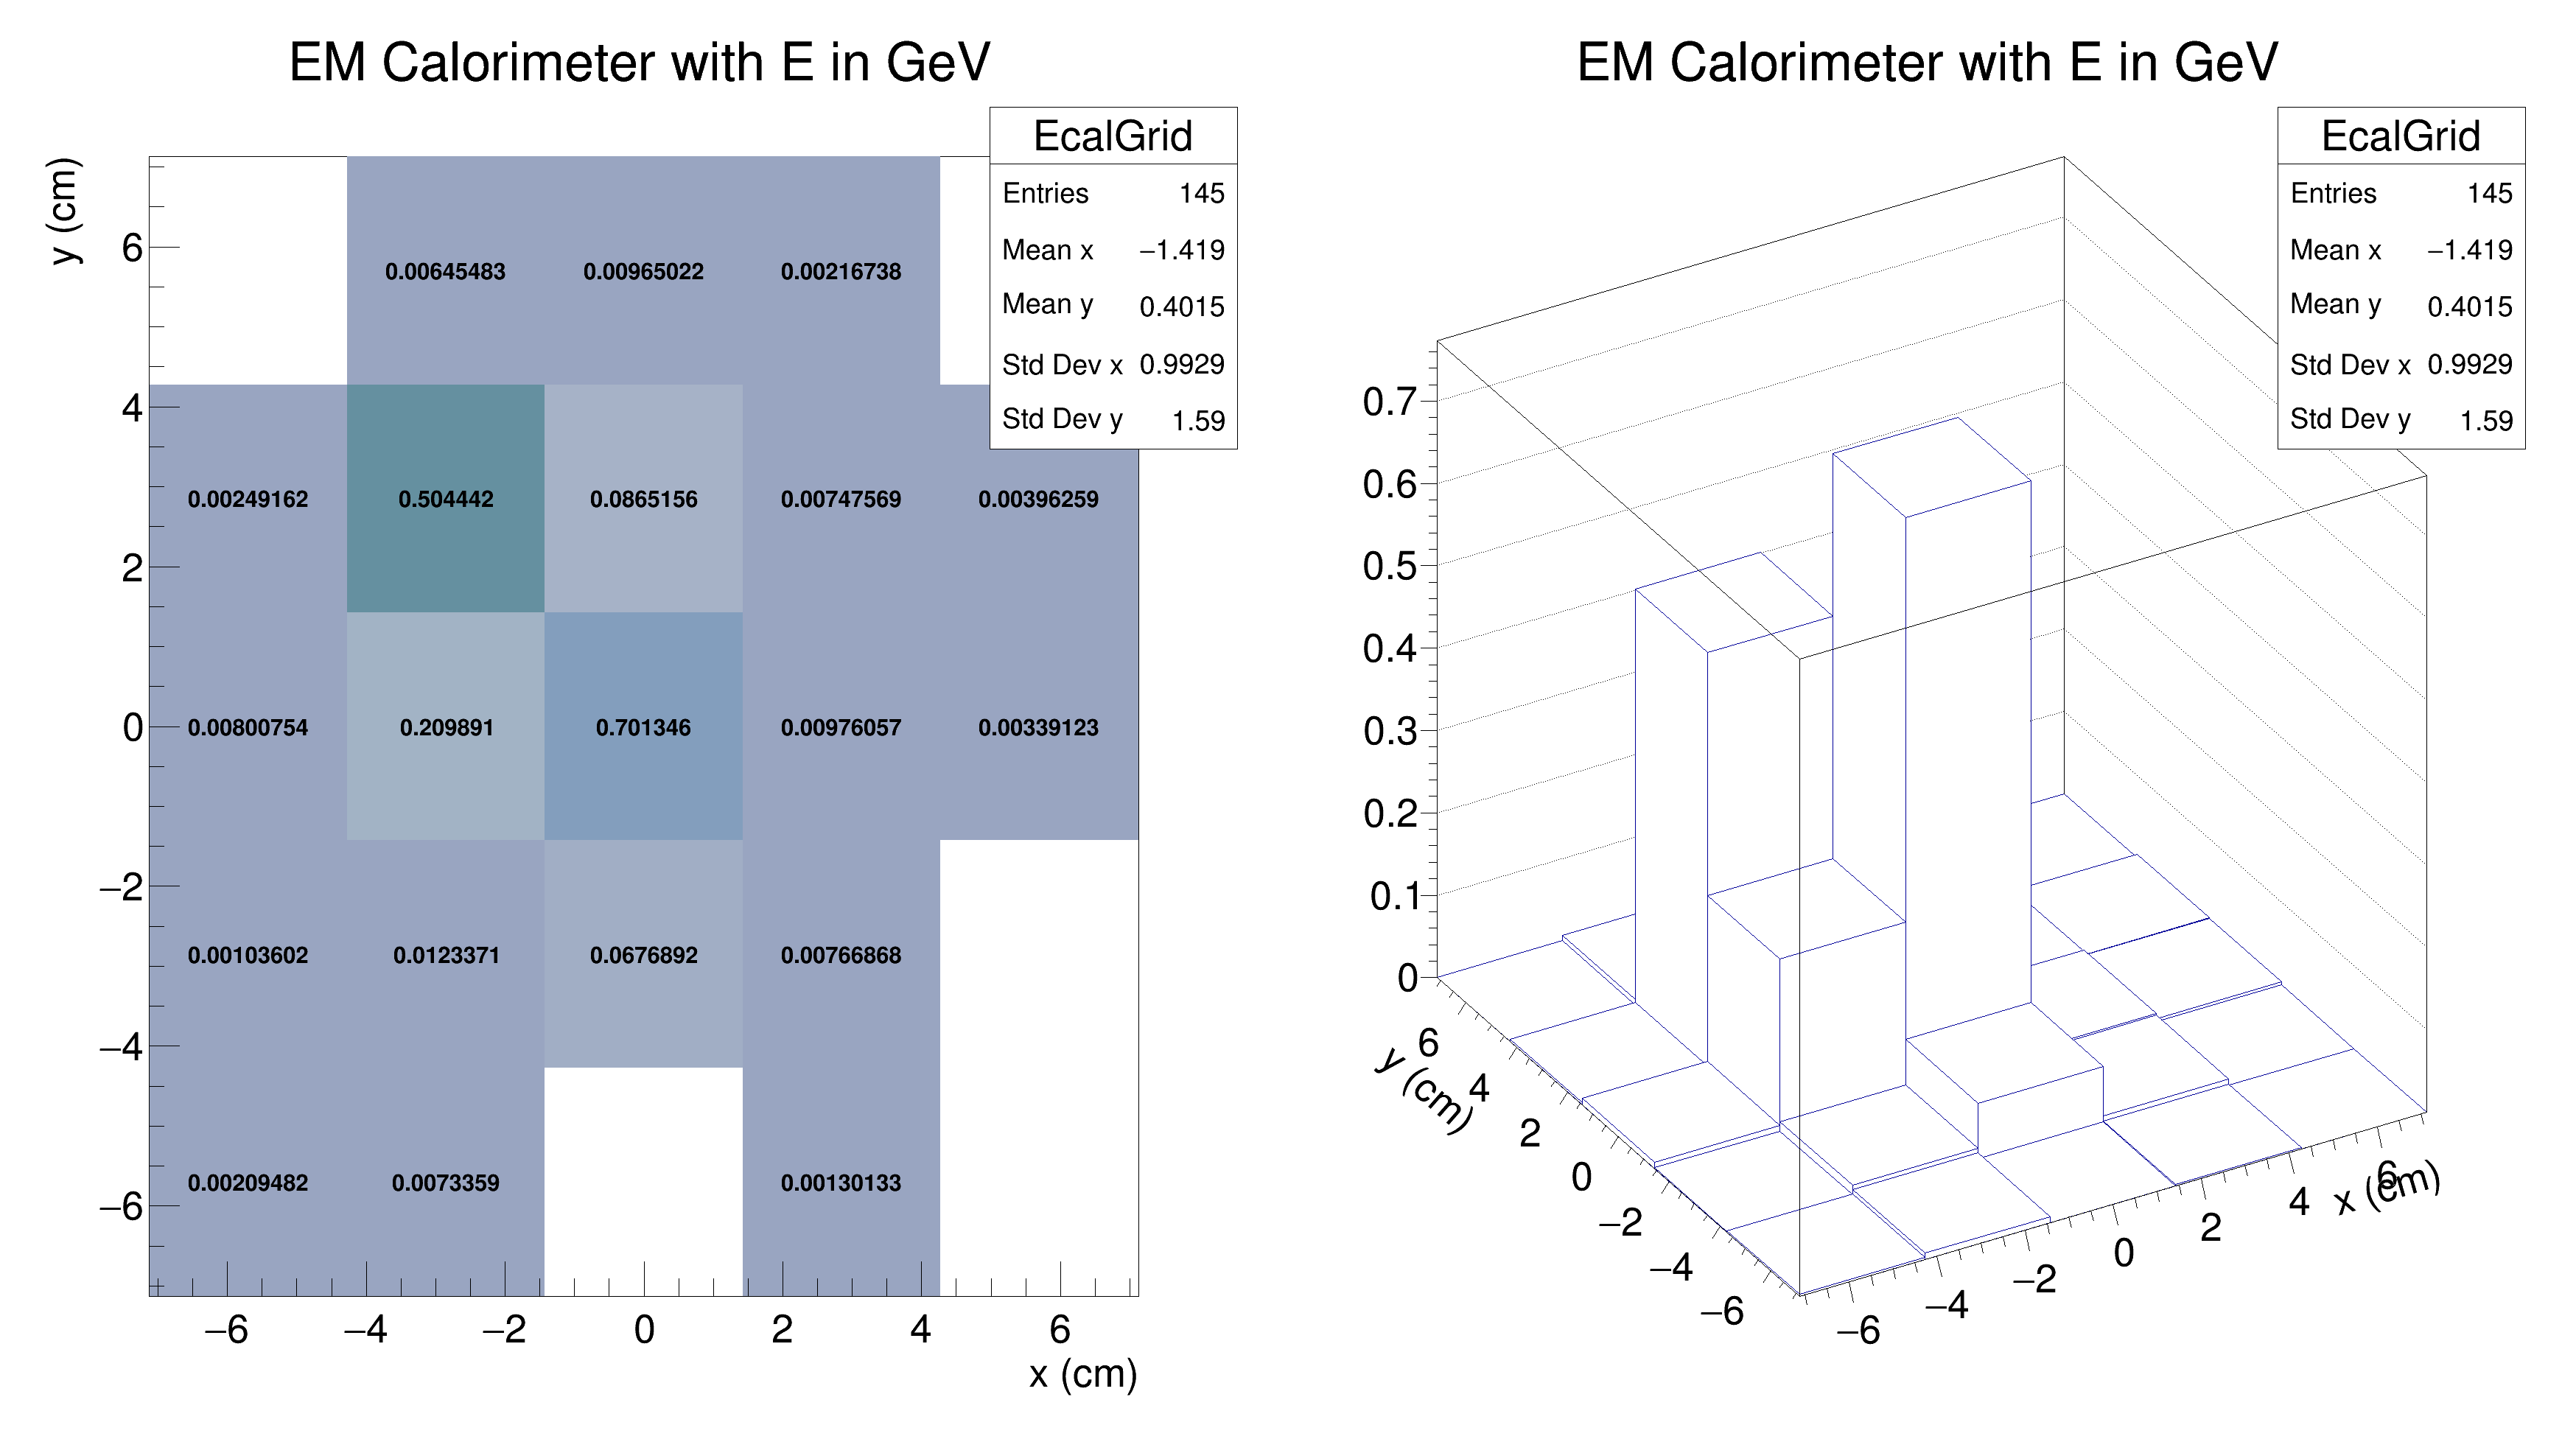 EM Calorimeter with E in GeV
EcalGrid
Entries 145
Mean x −1.419
Mean y 0.4015
Std Dev x 0.9929
Std Dev y 1.59
y (cm)
6
4
2
0
−2
−4
−6
0.00645483 0.00965022 0.00216738
0.00249162 0.504442 0.0865156 0.00747569 0.00396259
0.00800754 0.209891 0.701346 0.00976057 0.00339123
0.00103602 0.0123371 0.0676892 0.00766868
0.00209482 0.0073359 0.00130133
−6 −4 −2 0 2 4 6
x (cm)
EM Calorimeter with E in GeV
EcalGrid
Entries 145
Mean x −1.419
Mean y 0.4015
Std Dev x 0.9929
Std Dev y 1.59
0.7
0.6
0.5
0.4
0.3
0.2
0.1
0
y (cm)
6
4
2
0
−2
−4
−6
−6
−4
−2
0
2
4
6
x (cm)